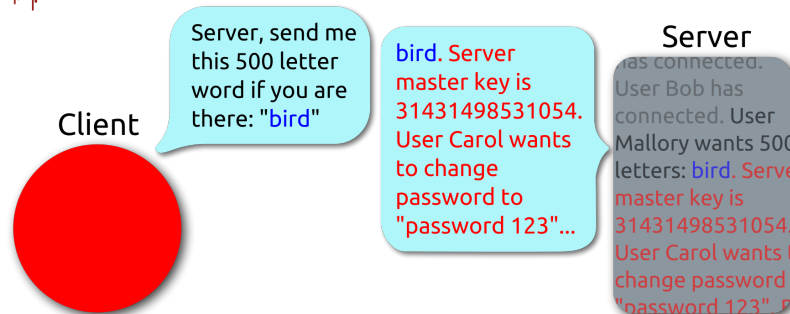 Client
Server, send me
this 500 letter
word if you are
there: "bird"
bird. Server
master key is
31431498531054.
User Carol wants
to change
password to
"password 123"...
Server
has connected.
User Bob has
connected. User
Mallory wants 500
letters: bird. Serve
master key is
31431498531054.
User Carol wants
change password
"password 123".